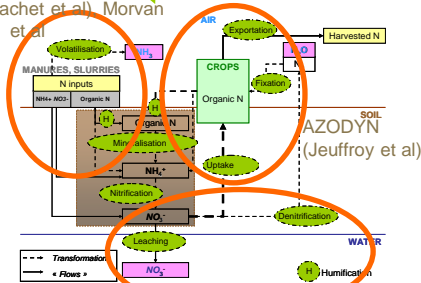 achet et al), Morvan
et al
AIR
Exportation
Harvested N
Volatilisation
NH3
MANURES, SLURRIES
CROPS
Fixation
N inputs
NH4+ NO3- Organic N
Organic N
H
H
Organic N
SOIL
AZODYN
(Jeuffroy et al)
Mineralisation
NH4+
Uptake
Nitrification
NO3-
Denitrification
Leaching
WATER
Transformations
« Flows »
NO3-
H Humification